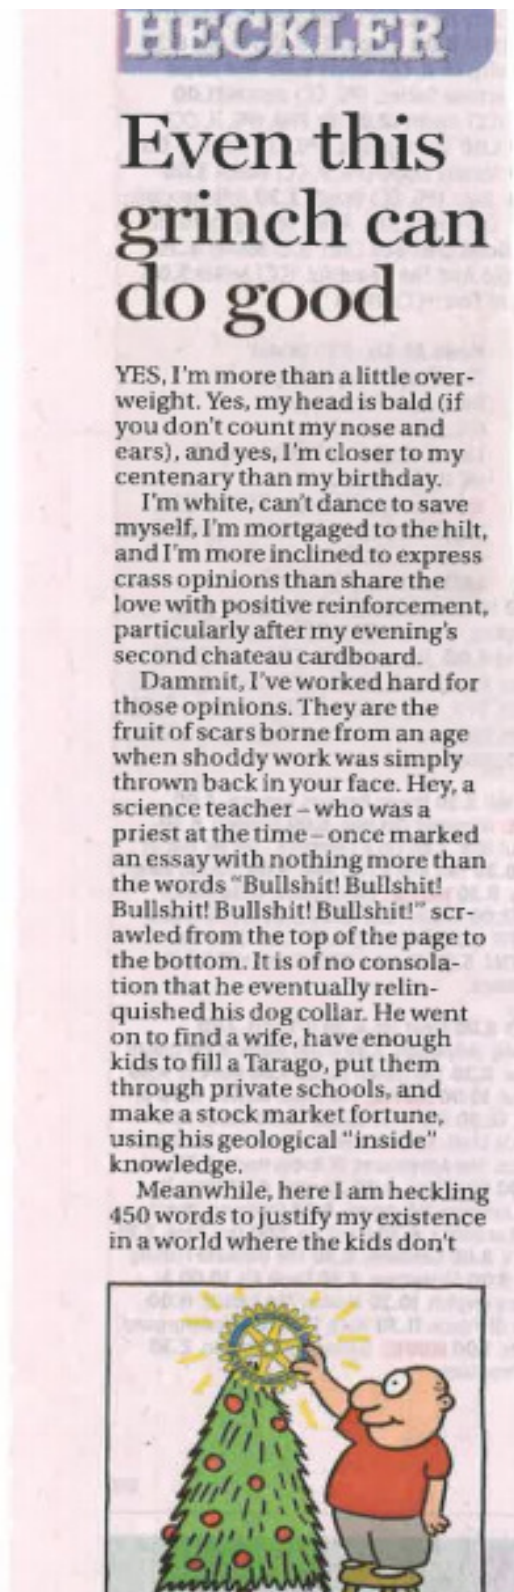 HECKLER
Even this
grinch can
do good
YES, I'm more than a little over-
weight. Yes, my head is bald (if
you don't count my nose and
ears), and yes, I'm closer to my
centenary than my birthday.
I'm white, can't dance to save
myself, I'm mortgaged to the hilt,
and I'm more inclined to express
crass opinions than share the
love with positive reinforcement,
particularly after my evening's
second chateau cardboard.
Dammit, I've worked hard for
those opinions. They are the
fruit of scars borne from an age
when shoddy work was simply
thrown back in your face. Hey, a
science teacher – who was a
priest at the time – once marked
an essay with nothing more than
the words "Bullshit! Bullshit!
Bullshit! Bullshit! Bullshit!" scr-
awled from the top of the page to
the bottom. It is of no consola-
tion that he eventually relin-
quished his dog collar. He went
on to find a wife, have enough
kids to fill a Tarago, put them
through private schools, and
make a stock market fortune,
using his geological "inside"
knowledge.
Meanwhile, here I am heckling
450 words to justify my existence
in a world where the kids don't